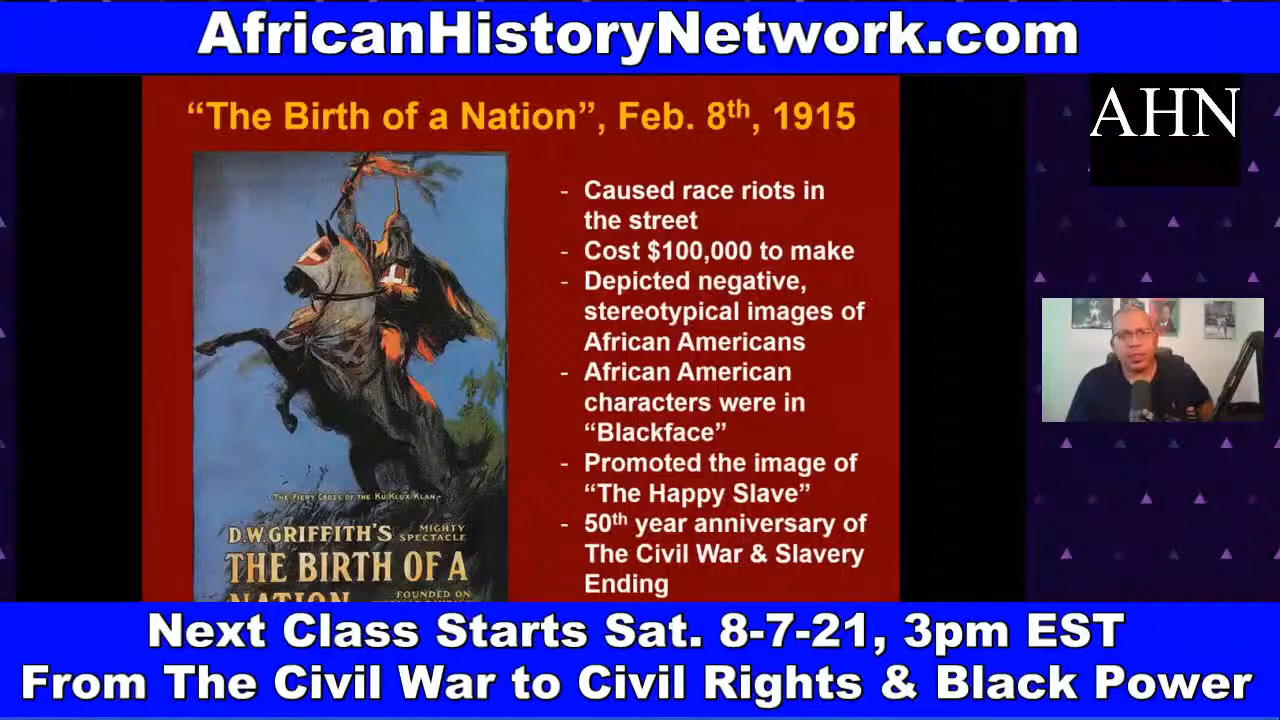 AfricanHistoryNetwork.com
AHN
“The Birth of a Nation”, Feb. 8th, 1915
- Caused race riots in
the street
- Cost $100,000 to make
- Depicted negative,
stereotypical images of
African Americans
- African American
characters were in
“Blackface”
- Promoted the image of
“The Happy Slave”
- 50th year anniversary of
The Civil War & Slavery
Ending
-THE FIERY CROSS OF THE KU KLUX KLAN-
D.W. GRIFFITH'S MIGHTY
SPECTACLE
THE BIRTH OF A
NATION FOUNDED ON
Next Class Starts Sat. 8-7-21, 3pm EST
From The Civil War to Civil Rights & Black Power